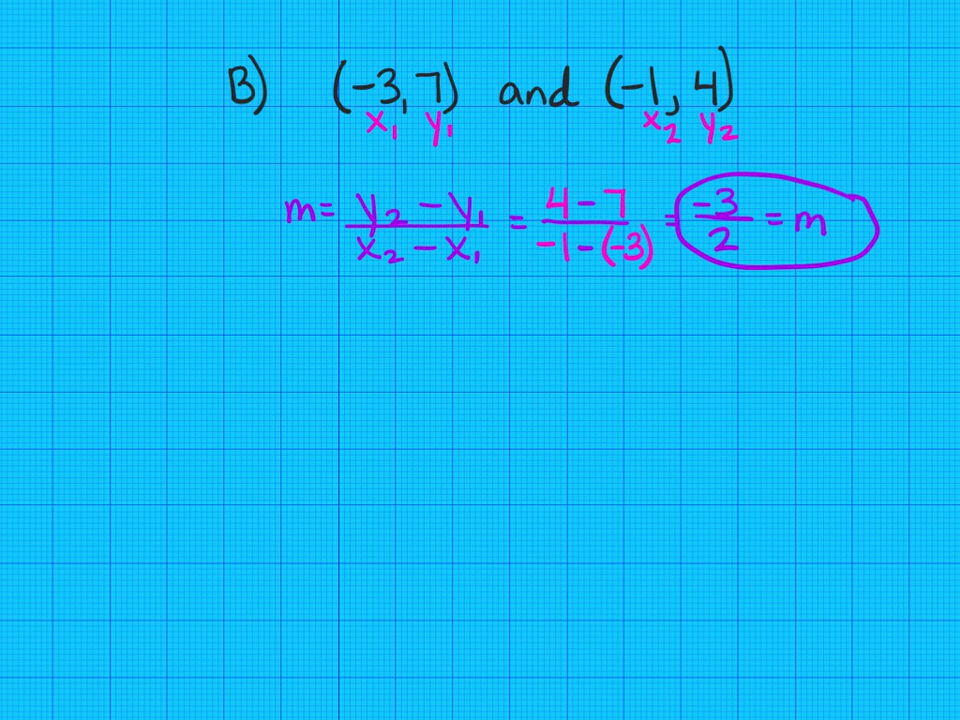 B) (-3,7) and (-1,4)
x₁ y₁ x₂ y₂
m= y₂-y₁/x₂-x₁ = 4-7/-1-(-3) = -3/2 = m